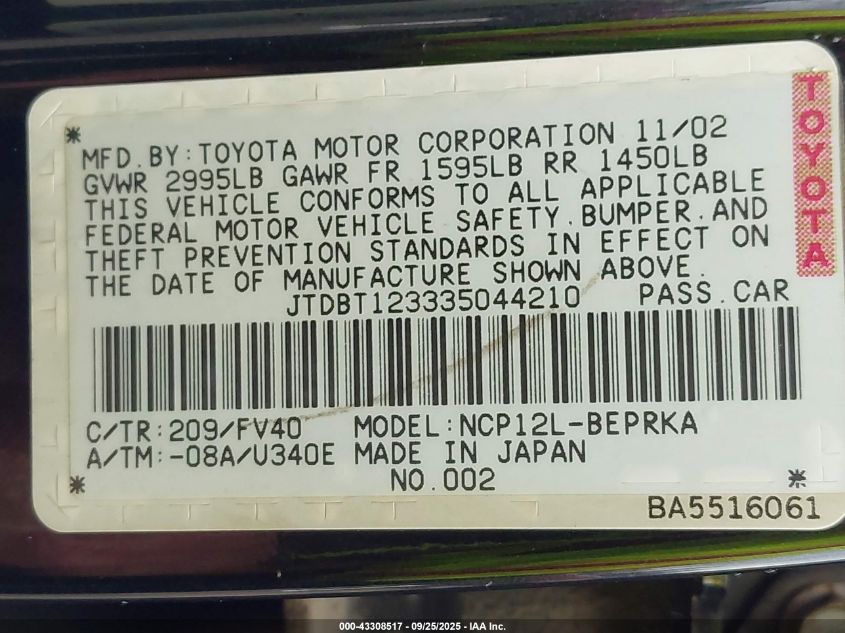 MFD.BY:TOYOTA MOTOR CORPORATION 11/02
GVWR 2995LB GAWR FR 1595LB RR 1450LB
THIS VEHICLE CONFORMS TO ALL APPLICABLE
FEDERAL MOTOR VEHICLE SAFETY.BUMPER.AND
THEFT PREVENTION STANDARDS IN EFFECT ON
THE DATE OF MANUFACTURE SHOWN ABOVE.
JTDBT123335044210 PASS.CAR
C/TR:209/FV40 MODEL:NCP12L-BEPRKA
A/TM:-08A/U340E MADE IN JAPAN
NO.002
BA5516061
TOYOTA
000-43308517 - 09/25/2025 - IAA Inc.